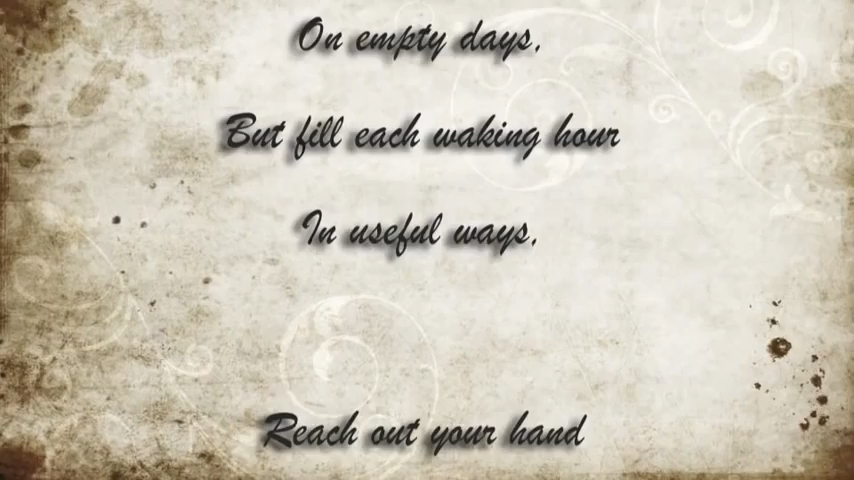 On empty days,
But fill each waking hour
In useful ways,
Reach out your hand